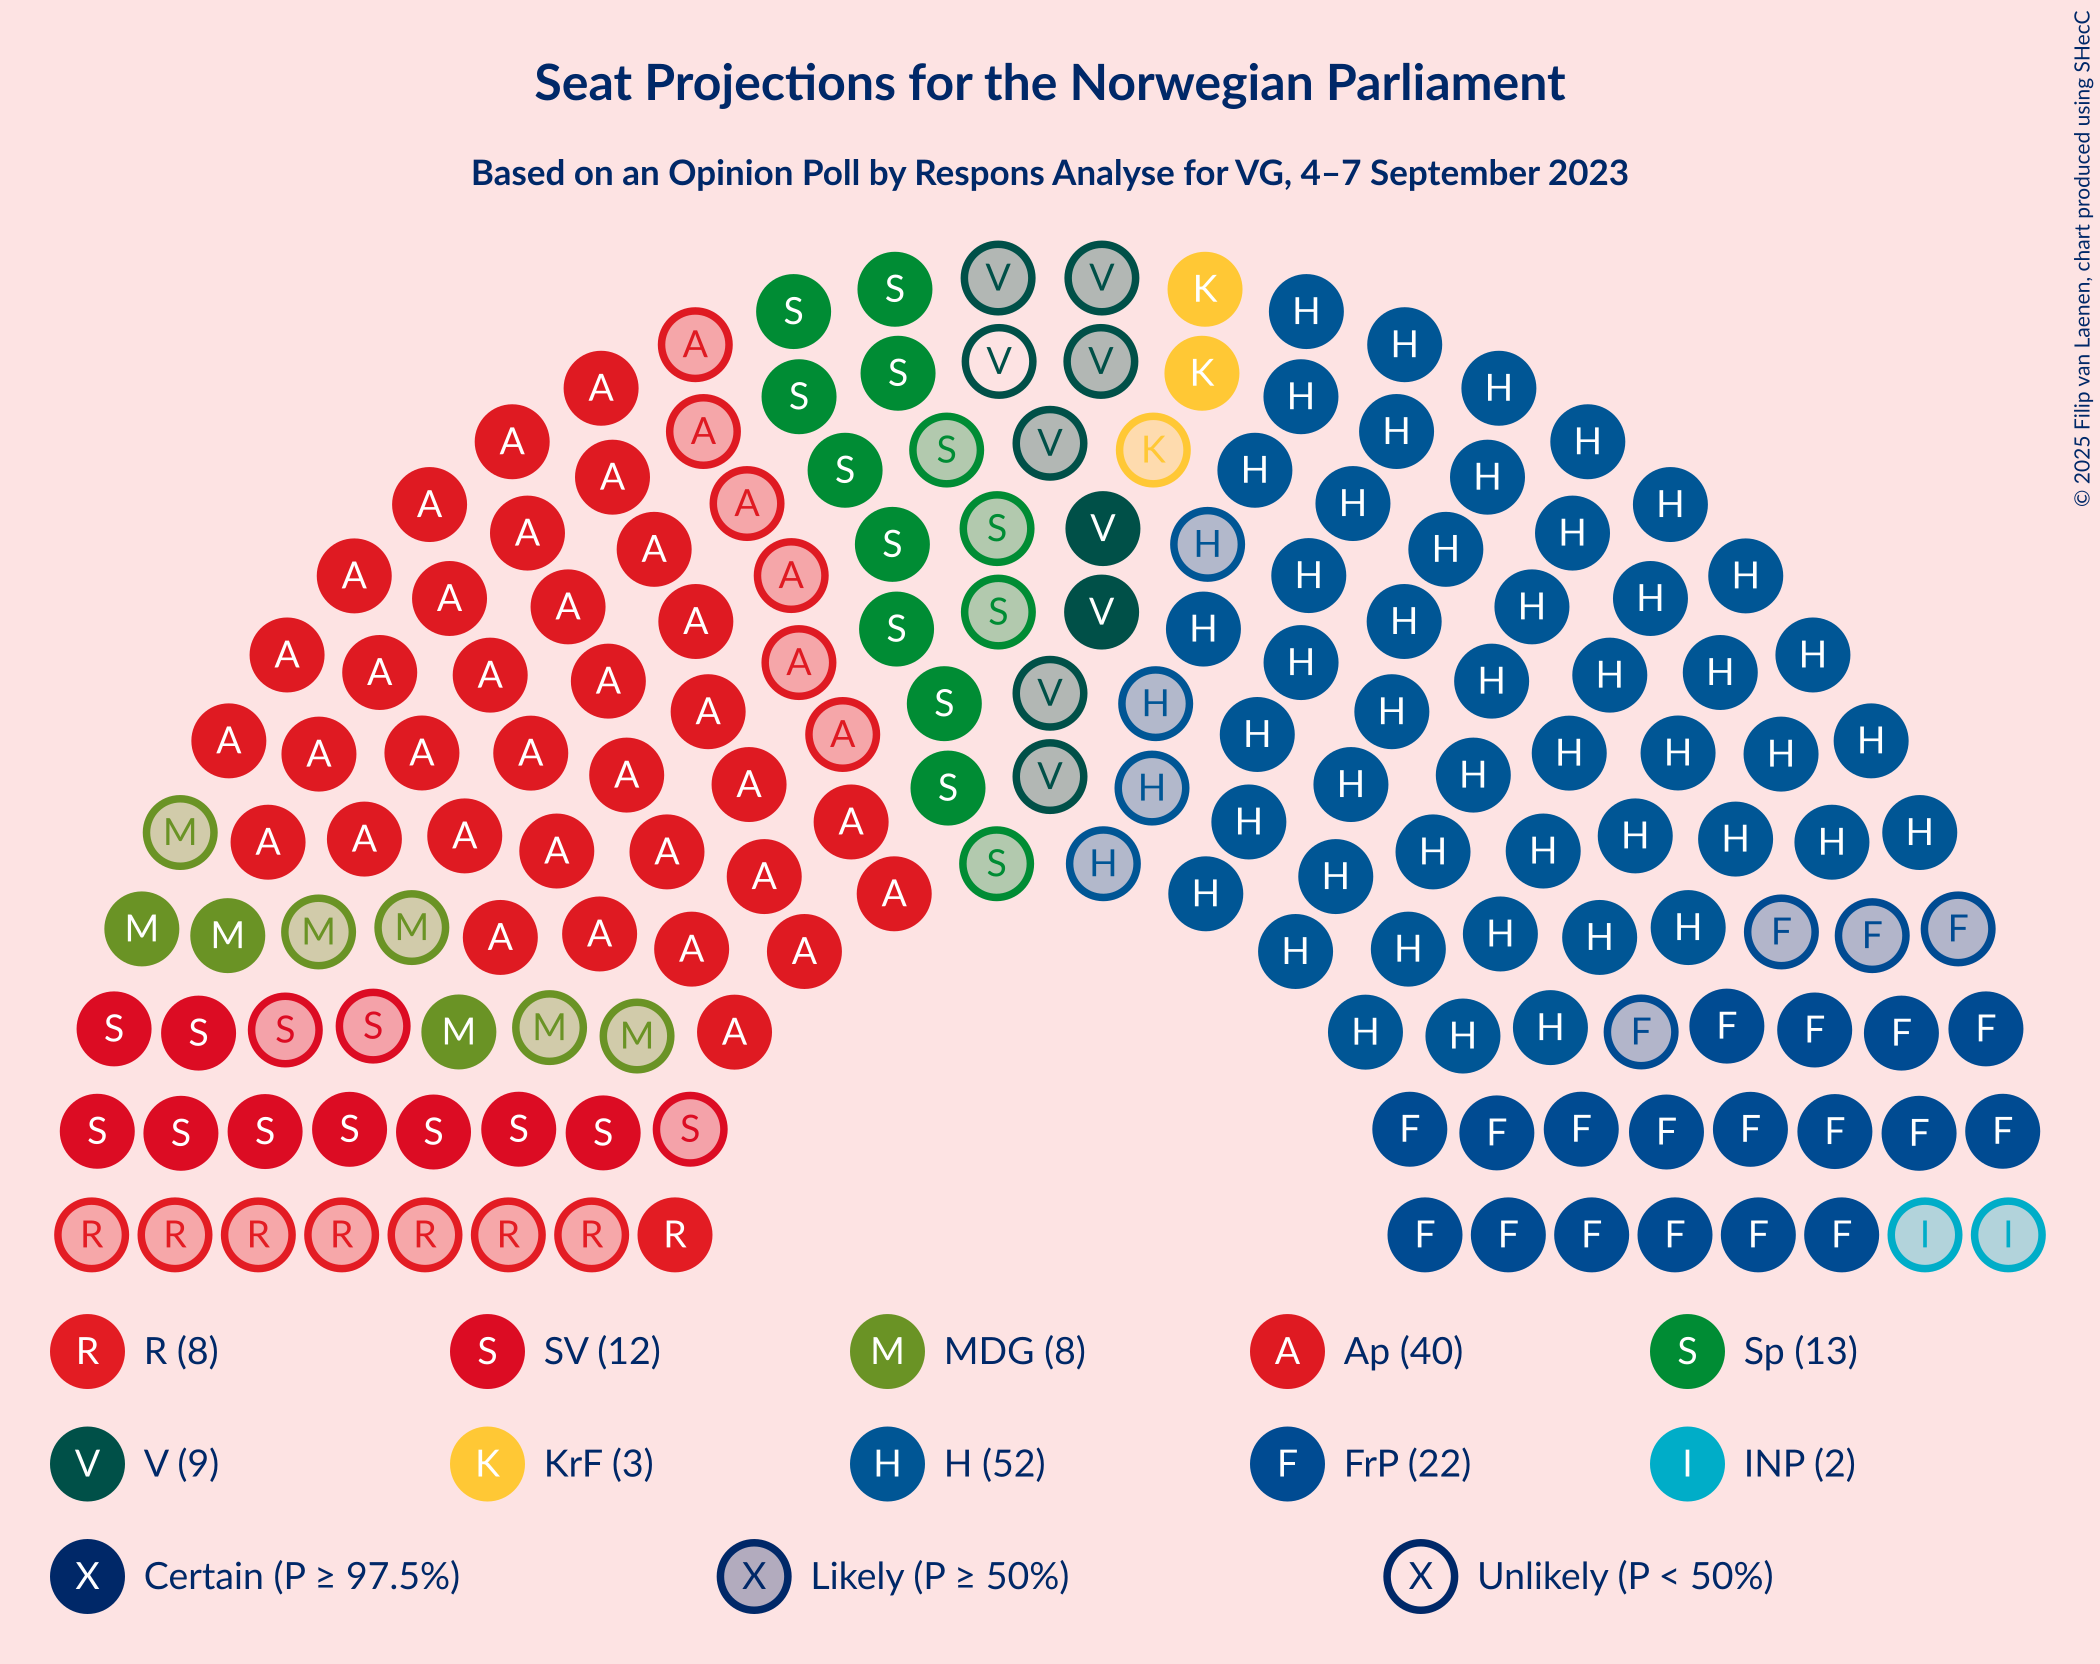 Seat Projections for the Norwegian Parliament
Based on an Opinion Poll by Respons Analyse for VG, 4–7 September 2023
© 2025 Filip van Laenen, chart produced using SHecC
V V
S K
S H
A H
A H
V V
S K
S H
A H
A H
A H
V
S K
S H
A H
A H
A H
S V
S H
A H
A H
A H
A H
S V
S H
A H
A H
A H
A H
V
S H
A H
A H
A H
A H
A H
V
S H
A H
A H
A H
A H
A H
A H
S H
A H
A H
A H
A H
A H
A H
M H
A H
A H
A H
A H
M M M M A A A A H H H H F F F
S S S S M M M A H H H F F F F F
S S S S S S S S F F F F F F F F
R R R R R R R R F F F F F F I I
R R (8) S SV (12) M MDG (8) A Ap (40) S Sp (13)
V V (9) K KrF (3) H H (52) F FrP (22) I INP (2)
X Certain (P ≥ 97.5%) X Likely (P ≥ 50%) X Unlikely (P < 50%)